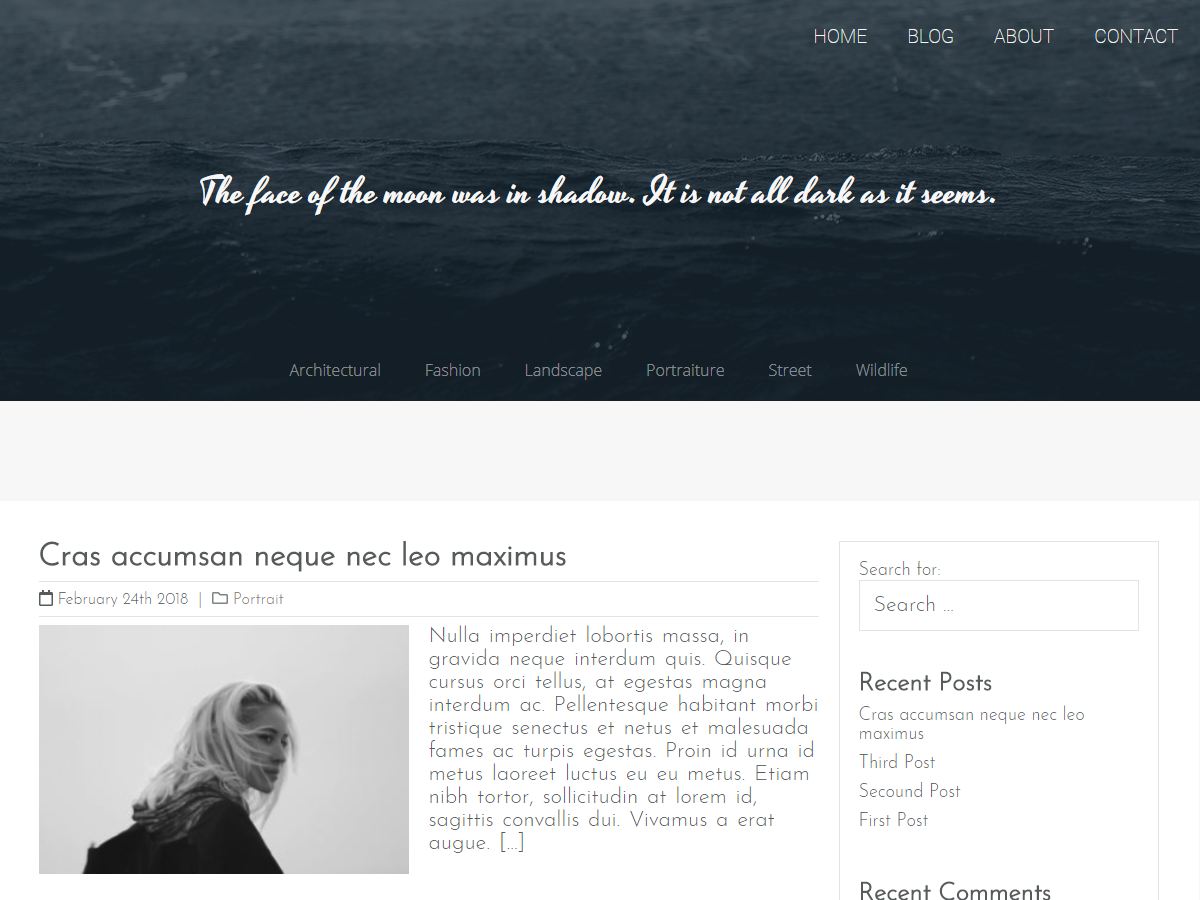 HOME BLOG ABOUT CONTACT
The face of the moon was in shadow. It is not all dark as it seems.
Architectural Fashion Landscape Portraiture Street Wildlife
Cras accumsan neque nec leo maximus
February 24th 2018 | Portrait
Nulla imperdiet lobortis massa, in
gravida neque interdum quis. Quisque
cursus orci tellus, at egestas magna
interdum ac. Pellentesque habitant morbi
tristique senectus et netus et malesuada
fames ac turpis egestas. Proin id urna id
metus laoreet luctus eu eu metus. Etiam
nibh tortor, sollicitudin at lorem id,
sagittis convallis dui. Vivamus a erat
augue. [...]
Search for:
Search ...
Recent Posts
Cras accumsan neque nec leo
maximus
Third Post
Secound Post
First Post
Recent Comments